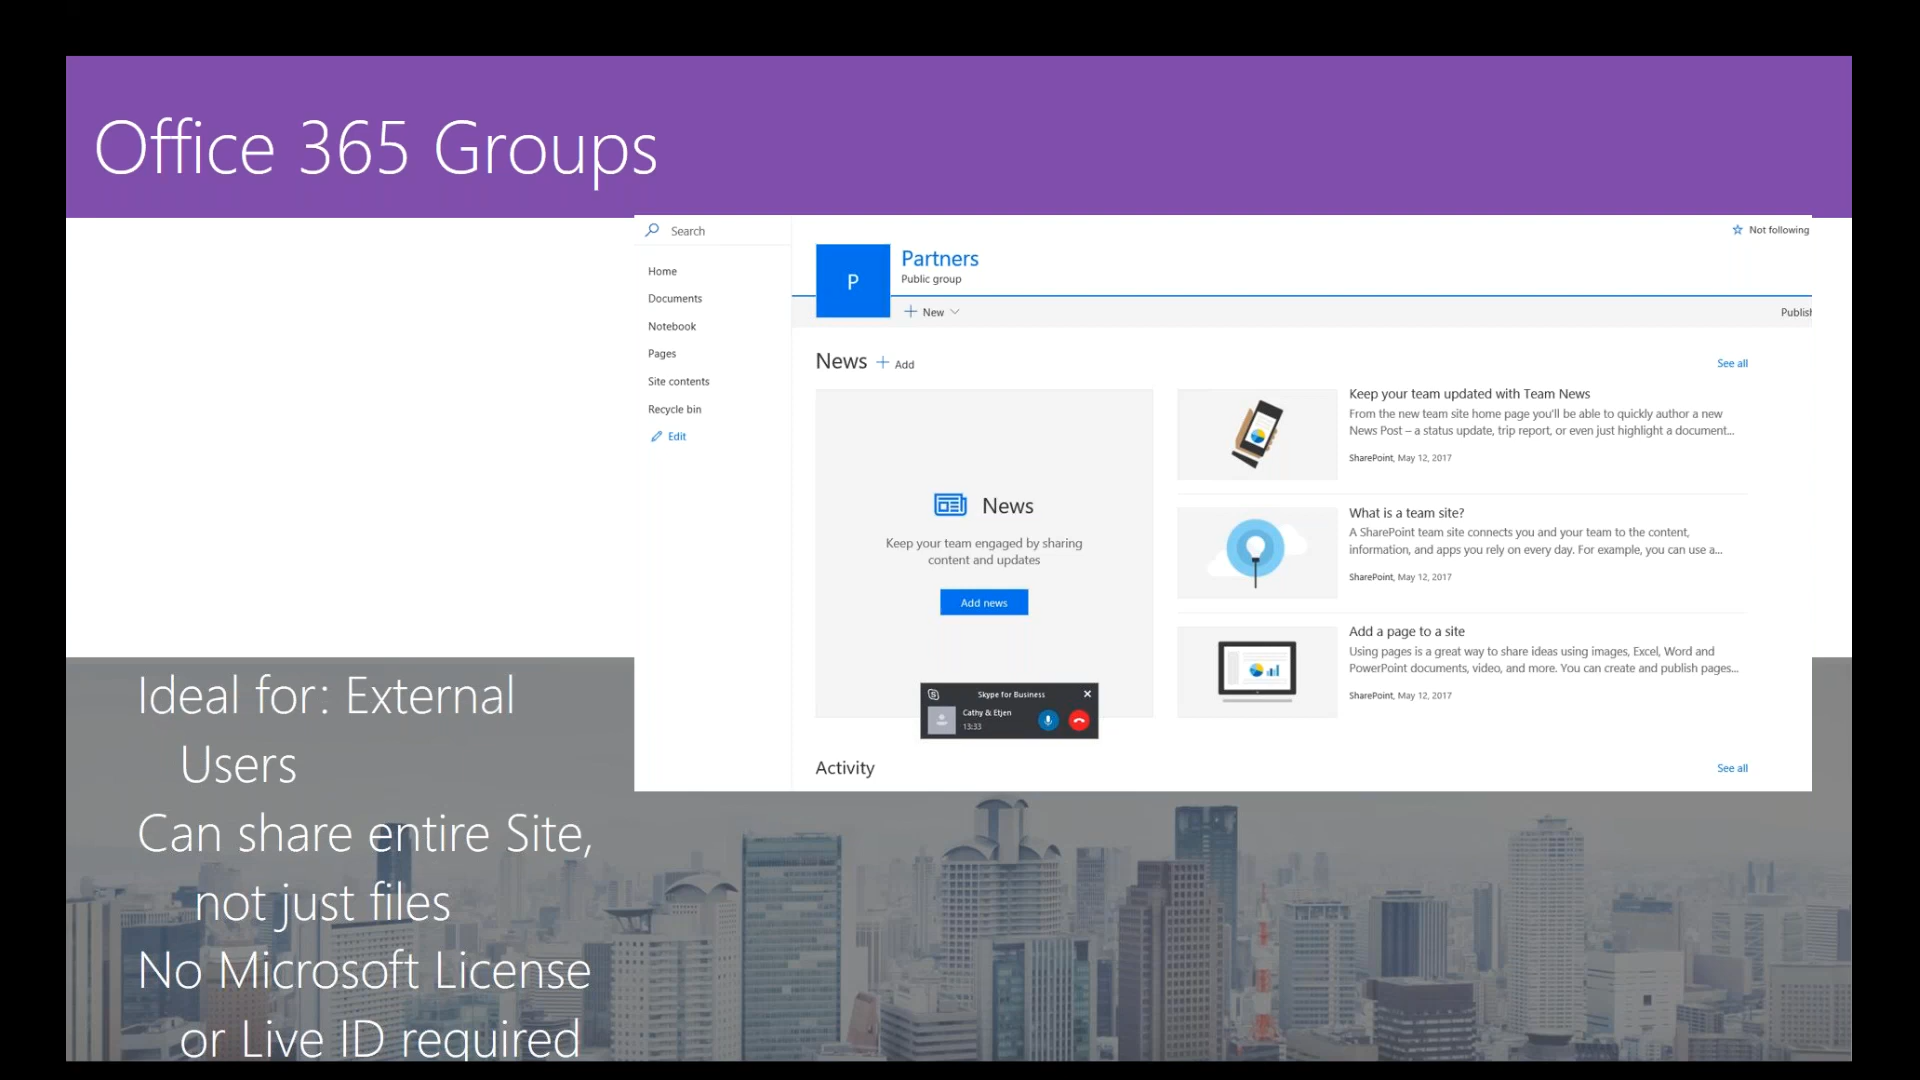 Office 365 Groups
Search
Not following
Home
Documents
Notebook
Pages
Site contents
Recycle bin
Edit
P
Partners
Public group
New
Publish
News + Add
See all
News
Keep your team engaged by sharing
content and updates
Add news
Keep your team updated with Team News
From the new team site home page you'll be able to quickly author a new
News Post – a status update, trip report, or even just highlight a document...
SharePoint, May 12, 2017
What is a team site?
A SharePoint team site connects you and your team to the content,
information, and apps you rely on every day. For example, you can use a...
SharePoint, May 12, 2017
Add a page to a site
Using pages is a great way to share ideas using images, Excel, Word and
PowerPoint documents, video, and more. You can create and publish pages...
SharePoint, May 12, 2017
Skype for Business
Cathy & Etjen
13:33
Activity
See all
Ideal for: External
Users
Can share entire Site,
not just files
No Microsoft License
or Live ID required